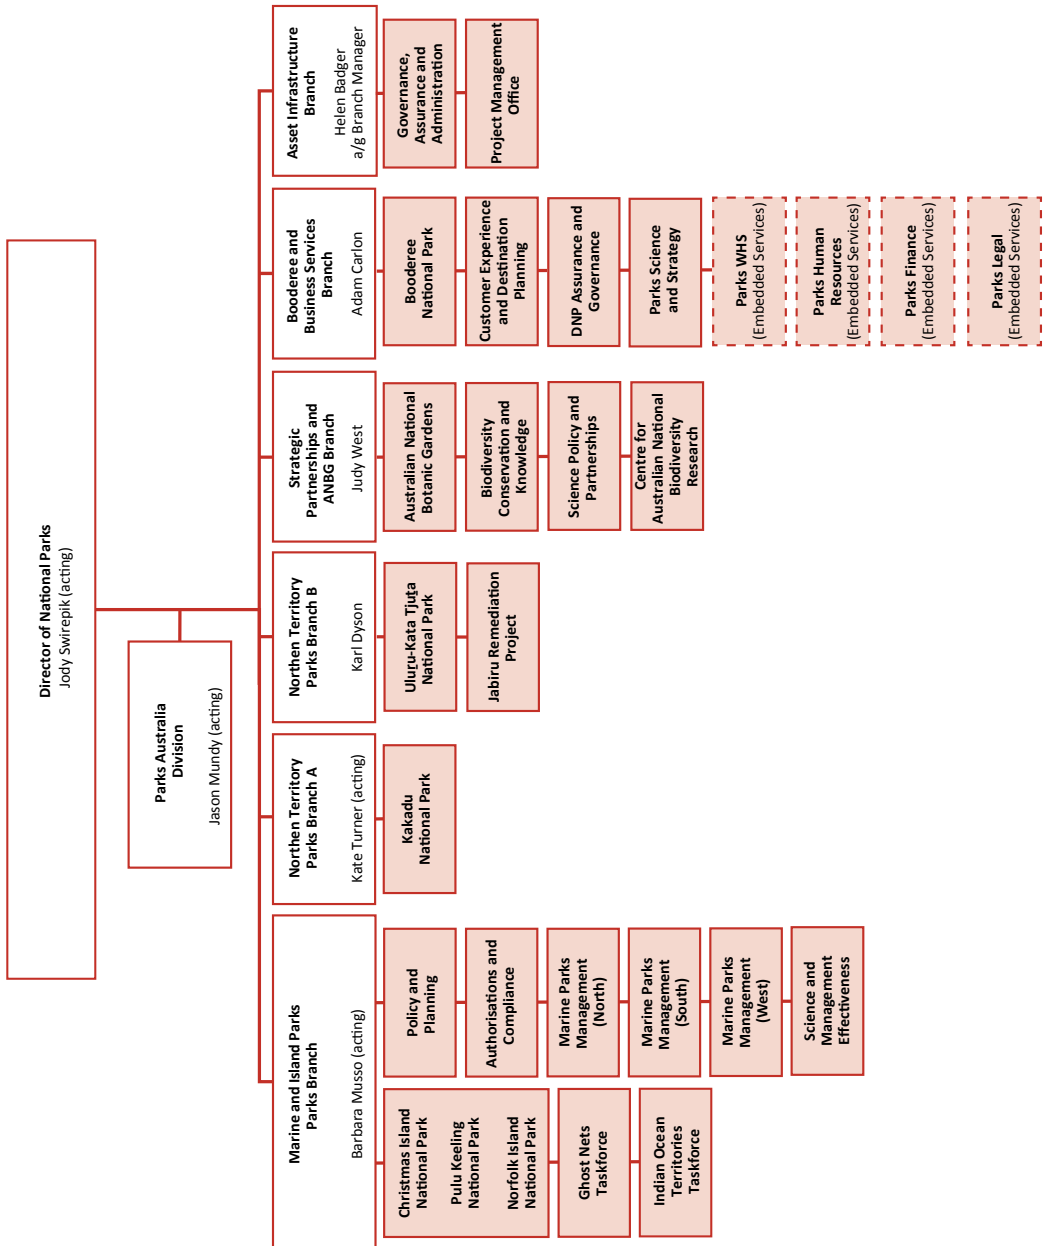 Director of National Parks
Jody Swirepik (acting)
Parks Australia
Division
Jason Mundy (acting)
Marine and Island Parks
Parks Branch
Barbara Musso (acting)
Christmas Island
National Park
Pulu Keeling
National Park
Norfolk Island
National Park
Ghost Nets
Taskforce
Indian Ocean
Territories
Taskforce
Policy and
Planning
Authorisations and
Compliance
Marine Parks
Management
(North)
Marine Parks
Management
(South)
Marine Parks
Management
(West)
Science and
Management
Effectiveness
Northen Territory
Parks Branch A
Kate Turner (acting)
Kakadu
National Park
Northen Territory
Parks Branch B
Karl Dyson
Uluṟu-Kata Tjuṯa
National Park
Jabiru Remediation
Project
Strategic
Partnerships and
ANBG Branch
Judy West
Australian National
Botanic Gardens
Biodiversity
Conservation and
Knowledge
Science Policy and
Partnerships
Centre for
Australian National
Biodiversity
Research
Booderee and
Business Services
Branch
Adam Carlon
Booderee
National Park
Customer Experience
and Destination
Planning
DNP Assurance and
Governance
Parks Science
and Strategy
Parks WHS
(Embedded Services)
Parks Human
Resources
(Embedded Services)
Parks Finance
(Embedded Services)
Parks Legal
(Embedded Services)
Asset Infrastructure
Branch
Helen Badger
a/g Branch Manager
Governance,
Assurance and
Administration
Project Management
Office